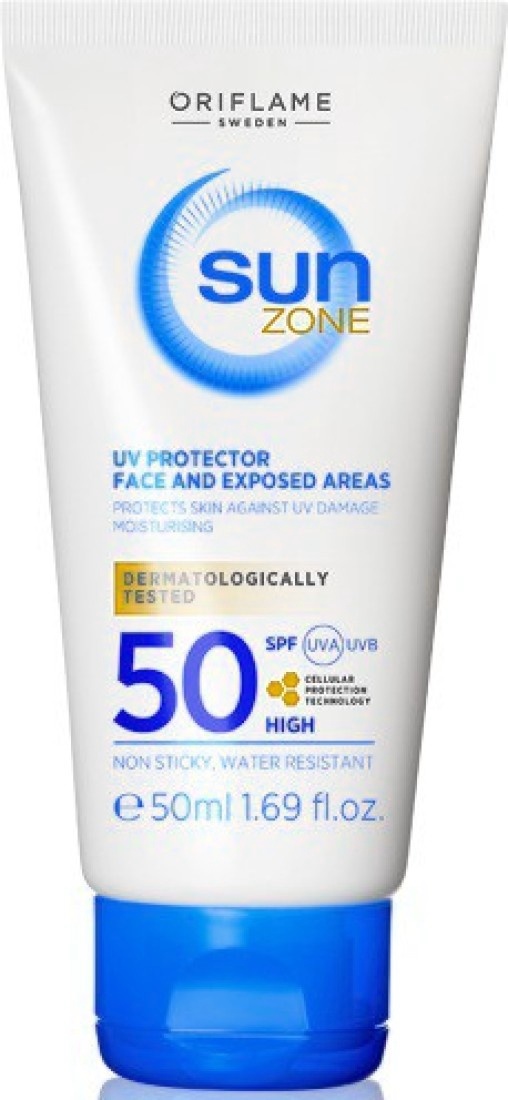 ORIFLAME
SWEDEN
sun
ZONE
UV PROTECTOR
FACE AND EXPOSED AREAS
PROTECTS SKIN AGAINST UV DAMAGE
MOISTURISING
DERMATOLOGICALLY
TESTED
50 SPF UVA UVB
CELLULAR
PROTECTION
TECHNOLOGY
HIGH
NON STICKY, WATER RESISTANT
℮ 50ml 1.69 fl.oz.